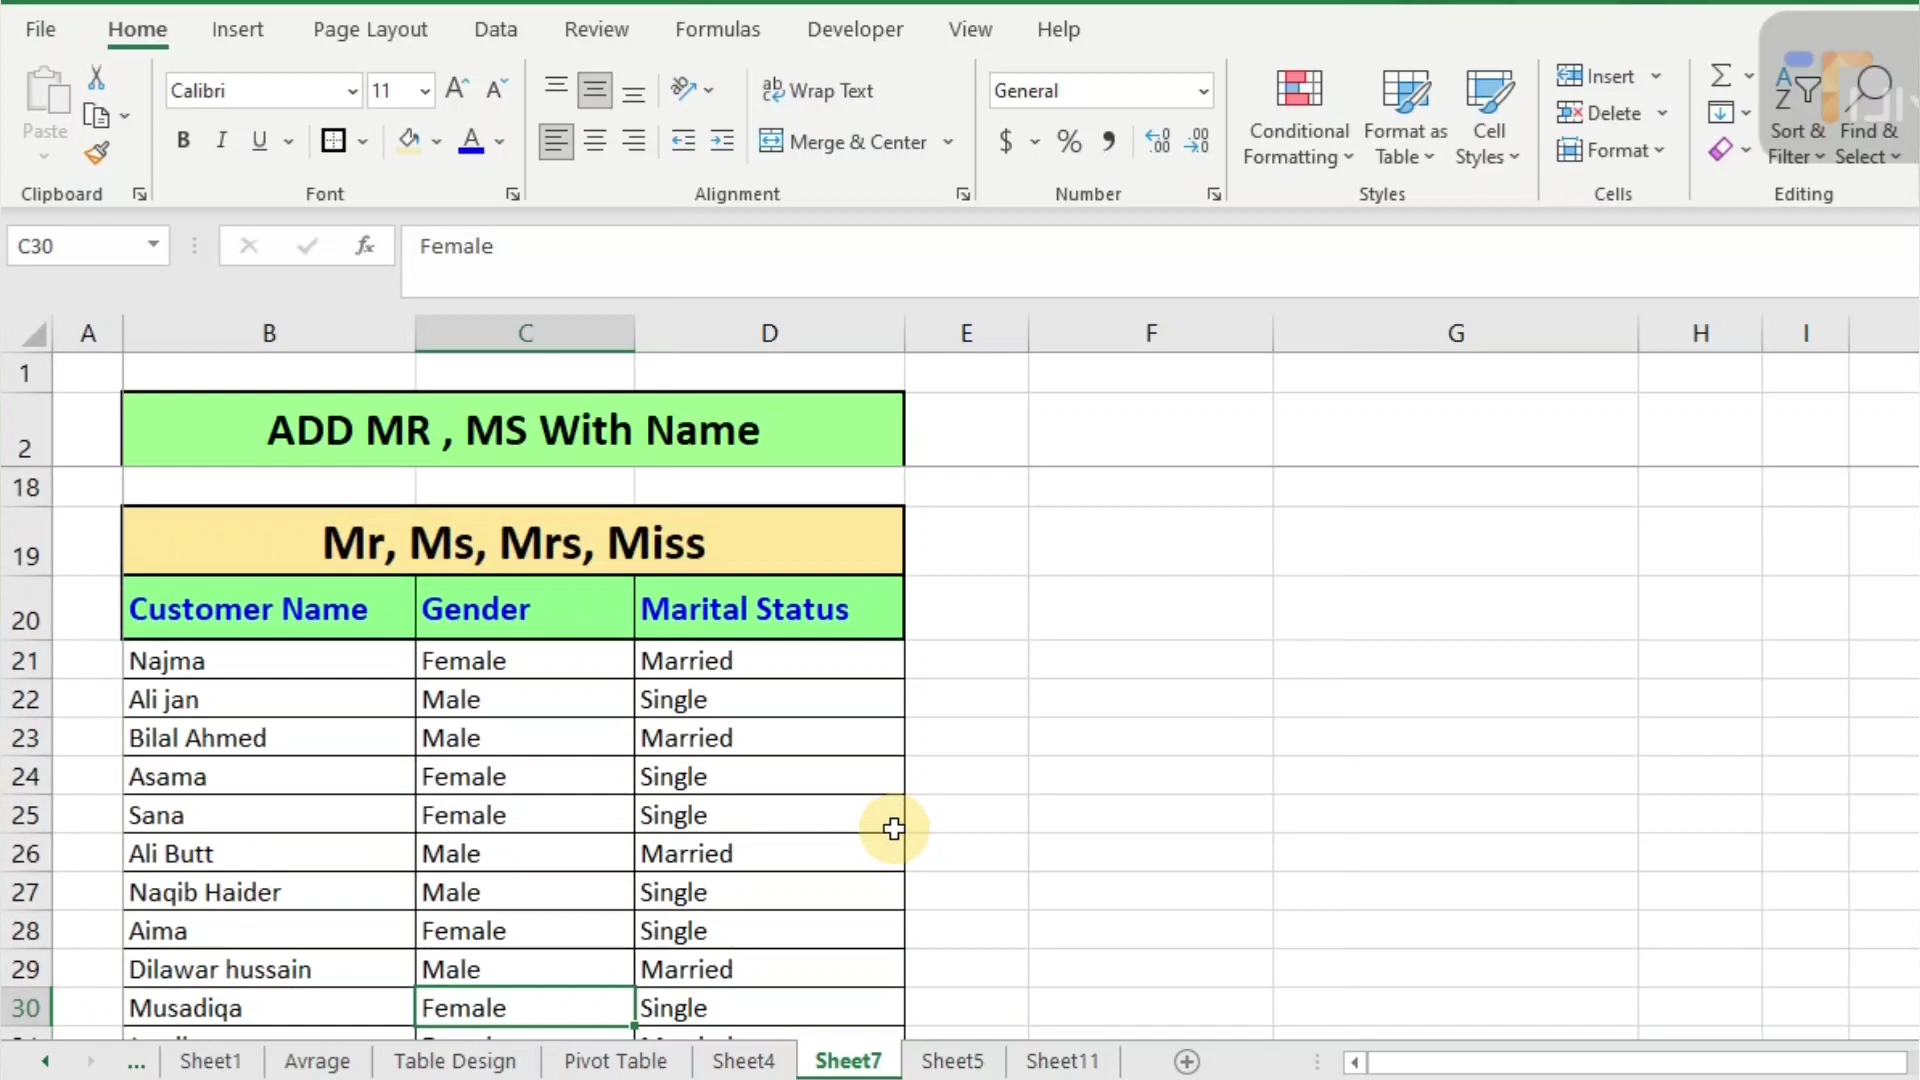 File Home Insert Page Layout Data Review Formulas Developer View Help
Paste
Clipboard
Calibri 11
B I U A
Font
Wrap Text
Merge & Center
Alignment
General
$ % , .00
Number
Conditional Formatting
Format as Table
Cell Styles
Styles
Insert
Delete
Format
Cells
Sort & Filter
Find & Select
Editing
C30 fx Female
A B C D E F G H I
1
2 ADD MR , MS With Name
18
19 Mr, Ms, Mrs, Miss
20 Customer Name Gender Marital Status
21 Najma Female Married
22 Ali jan Male Single
23 Bilal Ahmed Male Married
24 Asama Female Single
25 Sana Female Single
26 Ali Butt Male Married
27 Naqib Haider Male Single
28 Aima Female Single
29 Dilawar hussain Male Married
30 Musadiqa Female Single
... Sheet1 Avrage Table Design Pivot Table Sheet4 Sheet7 Sheet5 Sheet11